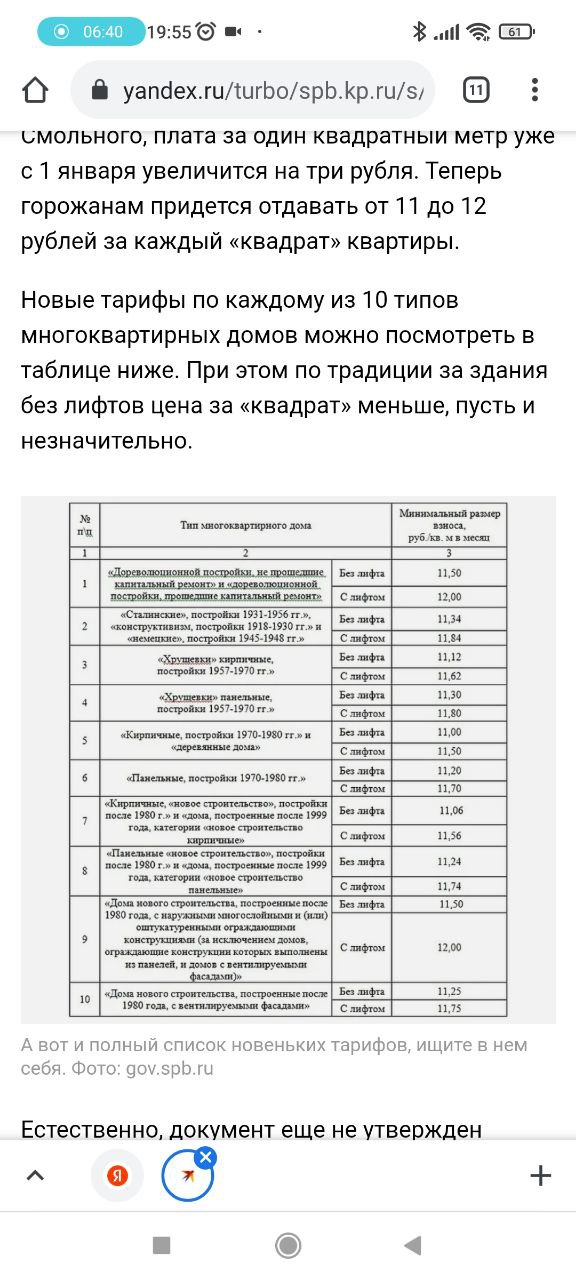 06:40 19:55 61
yandex.ru/turbo/spb.kp.ru/s/ 11
Смольного, плата за один квадратный метр уже
с 1 января увеличится на три рубля. Теперь
горожанам придется отдавать от 11 до 12
рублей за каждый «квадрат» квартиры.
Новые тарифы по каждому из 10 типов
многоквартирных домов можно посмотреть в
таблице ниже. При этом по традиции за здания
без лифтов цена за «квадрат» меньше, пусть и
незначительно.
№
п\п
Тип многоквартирного дома
Минимальный размер
взноса,
руб./кв. м в месяц
1 2 3
1
«Дореволюционной постройки, не прошедшие
капитальный ремонт» и «дореволюционной
постройки, прошедшие капитальный ремонт»
Без лифта 11,50
С лифтом 12,00
2
«Сталинские», постройки 1931-1956 гг.»,
«конструктивизм, постройки 1918-1930 гг.» и
«немецкие», постройки 1945-1948 гг.»
Без лифта 11,34
С лифтом 11,84
3
«Хрущевки» кирпичные,
постройки 1957-1970 гг.»
Без лифта 11,12
С лифтом 11,62
4
«Хрущевки» панельные,
постройки 1957-1970 гг.»
Без лифта 11,30
С лифтом 11,80
5
«Кирпичные, постройки 1970-1980 гг.» и
«деревянные дома»
Без лифта 11,00
С лифтом 11,50
6
«Панельные, постройки 1970-1980 гг.»
Без лифта 11,20
С лифтом 11,70
7
«Кирпичные, «новое строительство», постройки
после 1980 г.» и «дома, построенные после 1999
года, категории «новое строительство
кирпичные»
Без лифта 11,06
С лифтом 11,56
8
«Панельные «новое строительство», постройки
после 1980 г.» и «дома, построенные после 1999
года, категории «новое строительство
панельные»
Без лифта 11,24
С лифтом 11,74
9
«Дома нового строительства, построенные после
1980 года, с наружными многослойными и (или)
оштукатуренными ограждающими
конструкциями (за исключением домов,
ограждающие конструкции которых выполнены
из панелей, и домов с вентилируемыми
фасадами)»
Без лифта 11,50
С лифтом 12,00
10
«Дома нового строительства, построенные после
1980 года, с вентилируемыми фасадами»
Без лифта 11,25
С лифтом 11,75
А вот и полный список новеньких тарифов, ищите в нем
себя. Фото: gov.spb.ru
Естественно, документ еще не утвержден
Я